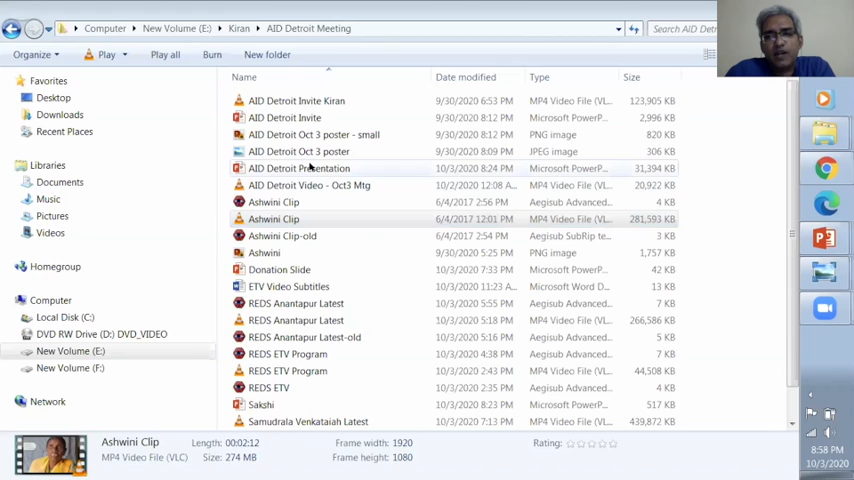 Computer ▸ New Volume (E:) ▸ Kiran ▸ AID Detroit Meeting
Search AID Detr
Organize Play Play all Burn New folder
Name Date modified Type Size
AID Detroit Invite Kiran 9/30/2020 6:53 PM MP4 Video File (VL... 123,905 KB
AID Detroit Invite 9/30/2020 8:12 PM Microsoft PowerP... 2,996 KB
AID Detroit Oct 3 poster - small 9/30/2020 8:12 PM PNG image 820 KB
AID Detroit Oct 3 poster 9/30/2020 8:09 PM JPEG image 306 KB
AID Detroit Presentation 10/3/2020 8:24 PM Microsoft PowerP... 31,394 KB
AID Detroit Video - Oct3 Mtg 10/2/2020 12:08 A... MP4 Video File (VL... 20,922 KB
Ashwini Clip 6/4/2017 2:56 PM Aegisub Advanced... 4 KB
Ashwini Clip 6/4/2017 12:01 PM MP4 Video File (VL... 281,593 KB
Ashwini Clip-old 6/4/2017 2:54 PM Aegisub SubRip te... 3 KB
Ashwini 9/30/2020 5:25 PM PNG image 1,757 KB
Donation Slide 10/3/2020 7:33 PM Microsoft PowerP... 42 KB
ETV Video Subtitles 10/3/2020 11:23 A... Microsoft Word D... 13 KB
REDS Anantapur Latest 10/3/2020 5:55 PM Aegisub Advanced... 7 KB
REDS Anantapur Latest 10/3/2020 5:18 PM MP4 Video File (VL... 266,586 KB
REDS Anantapur Latest-old 10/3/2020 5:16 PM Aegisub Advanced... 5 KB
REDS ETV Program 10/3/2020 4:38 PM Aegisub Advanced... 7 KB
REDS ETV Program 10/3/2020 2:45 PM MP4 Video File (VL... 44,508 KB
REDS ETV 10/3/2020 2:35 PM Aegisub Advanced... 4 KB
Sakshi 10/3/2020 8:23 PM Microsoft PowerP... 517 KB
Samudrala Venkataiah Latest 10/3/2020 7:13 PM MP4 Video File (VL... 439,872 KB
Favorites
Desktop
Downloads
Recent Places
Libraries
Documents
Music
Pictures
Videos
Homegroup
Computer
Local Disk (C:)
DVD RW Drive (D:) DVD_VIDEO
New Volume (E:)
New Volume (F:)
Network
Ashwini Clip Length: 00:02:12 Frame width: 1920 Rating:
MP4 Video File (VLC) Size: 274 MB Frame height: 1080
8:58 PM
10/3/2020